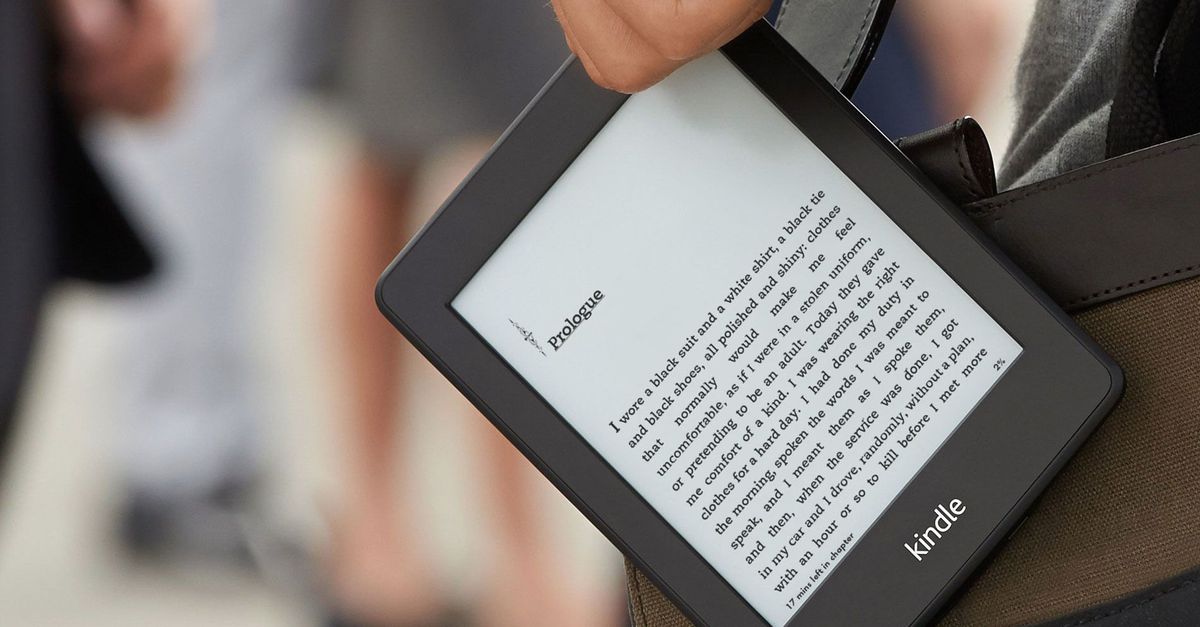 Prologue
I wore a black suit and a white shirt, a black tie
and black shoes, all polished and shiny: clothes
that normally would make me feel
uncomfortable, as if I were in a stolen uniform,
or pretending to be an adult. Today they gave
me comfort of a kind. I was wearing the right
clothes for a hard day. I had done my duty in
the morning, spoken the words I was meant to
speak, and I meant them as I spoke them,
and then, when the service was done, I got
in my car and I drove, randomly, without a plan,
with an hour or so to kill before I met more
17 mins left in chapter 2%
kindle